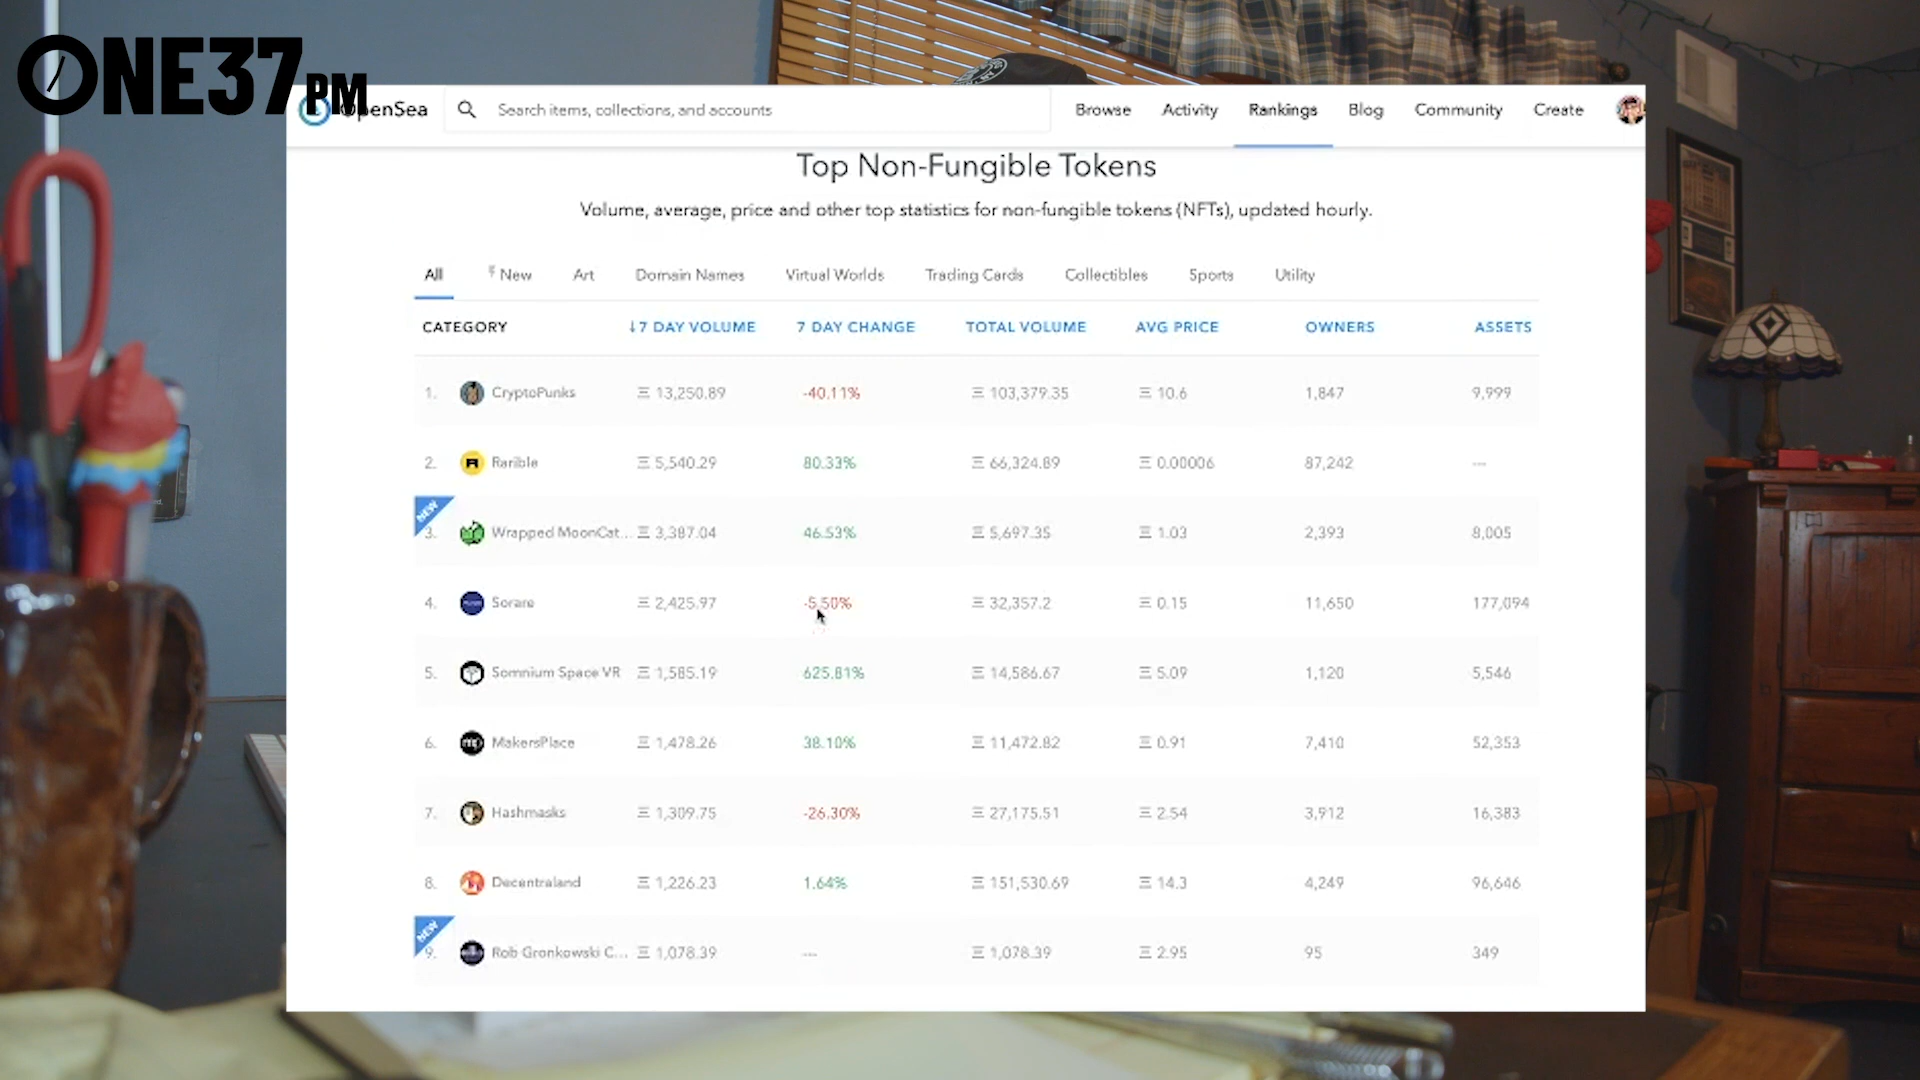 ONE37PM
OpenSea
Search items, collections, and accounts
Browse Activity Rankings Blog Community Create
Top Non-Fungible Tokens
Volume, average, price and other top statistics for non-fungible tokens (NFTs), updated hourly.
All New Art Domain Names Virtual Worlds Trading Cards Collectibles Sports Utility
CATEGORY ↓7 DAY VOLUME 7 DAY CHANGE TOTAL VOLUME AVG PRICE OWNERS ASSETS
1. CryptoPunks Ξ 13,250.89 -40.11% Ξ 103,379.35 Ξ 10.6 1,847 9,999
2. Rarible Ξ 5,540.29 80.33% Ξ 66,324.89 Ξ 0.00006 87,242 ---
NEW
3. Wrapped MoonCat... Ξ 3,387.04 46.53% Ξ 5,697.35 Ξ 1.03 2,393 8,005
4. Sorare Ξ 2,425.97 -5.50% Ξ 32,357.2 Ξ 0.15 11,650 177,094
5. Somnium Space VR Ξ 1,585.19 625.81% Ξ 14,586.67 Ξ 5.09 1,120 5,546
6. MakersPlace Ξ 1,478.26 38.10% Ξ 11,472.82 Ξ 0.91 7,410 52,353
7. Hashmasks Ξ 1,309.75 -26.30% Ξ 27,175.51 Ξ 2.54 3,912 16,383
8. Decentraland Ξ 1,226.23 1.64% Ξ 151,530.69 Ξ 14.3 4,249 96,646
NEW
9. Rob Gronkowski C... Ξ 1,078.39 --- Ξ 1,078.39 Ξ 2.95 95 349